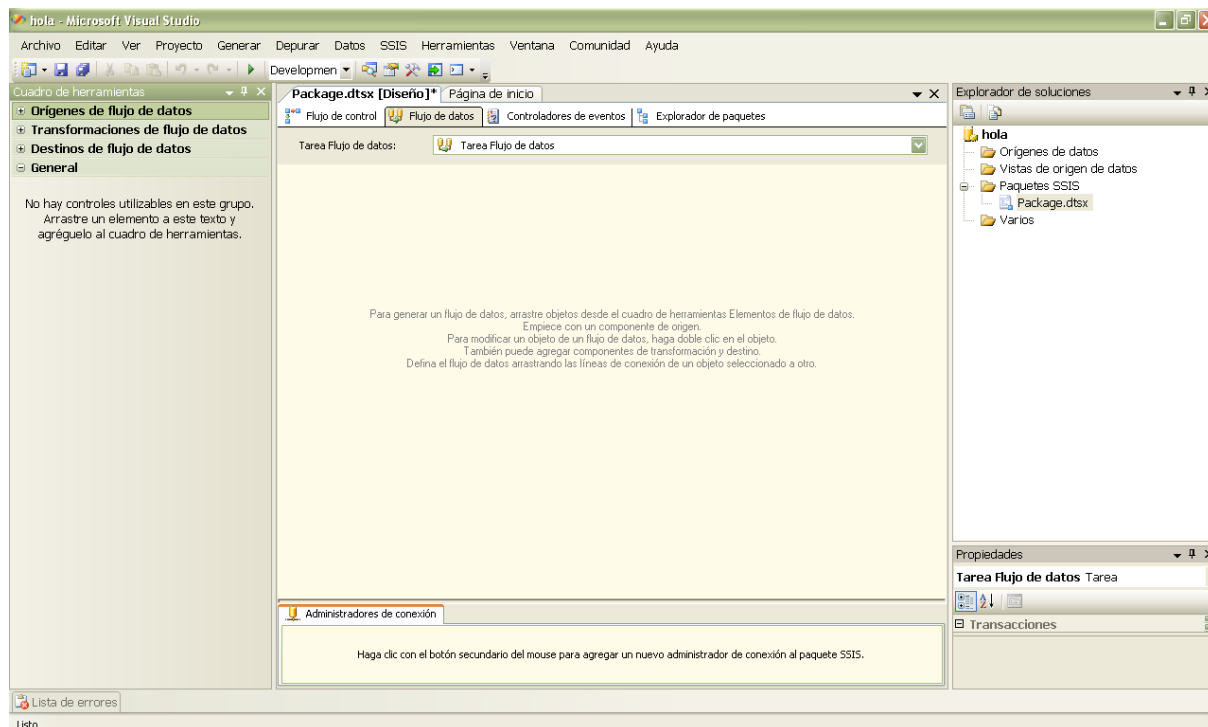 hola - Microsoft Visual Studio
Archivo Editar Ver Proyecto Generar Depurar Datos SSIS Herramientas Ventana Comunidad Ayuda
Developmen
Cuadro de herramientas
Orígenes de flujo de datos
Transformaciones de flujo de datos
Destinos de flujo de datos
General
No hay controles utilizables en este grupo.
Arrastre un elemento a este texto y
agréguelo al cuadro de herramientas.
Package.dtsx [Diseño]* Página de inicio
Flujo de control Flujo de datos Controladores de eventos Explorador de paquetes
Tarea Flujo de datos: Tarea Flujo de datos
Para generar un flujo de datos, arrastre objetos desde el cuadro de herramientas Elementos de flujo de datos.
Empiece con un componente de origen.
Para modificar un objeto de un flujo de datos, haga doble clic en el objeto.
También puede agregar componentes de transformación y destino.
Defina el flujo de datos arrastrando las líneas de conexión de un objeto seleccionado a otro.
Administradores de conexión
Haga clic con el botón secundario del mouse para agregar un nuevo administrador de conexión al paquete SSIS.
Explorador de soluciones
hola
Orígenes de datos
Vistas de origen de datos
Paquetes SSIS
Package.dtsx
Varios
Propiedades
Tarea Flujo de datos Tarea
Transacciones
Lista de errores
Listo